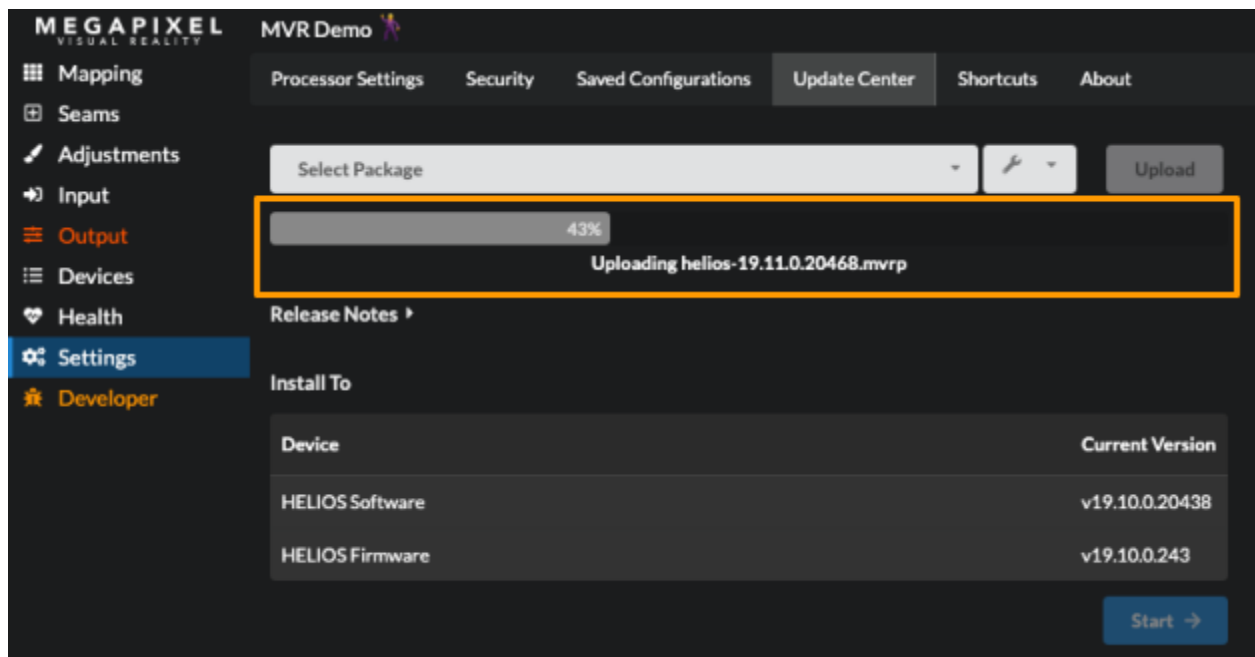 MEGAPIXEL
VISUAL REALITY
MVR Demo
Mapping
Seams
Adjustments
Input
Output
Devices
Health
Settings
Developer
Processor Settings Security Saved Configurations Update Center Shortcuts About
Select Package Upload
43%
Uploading helios-19.11.0.20468.mvrp
Release Notes
Install To
Device Current Version
HELIOS Software v19.10.0.20438
HELIOS Firmware v19.10.0.243
Start →